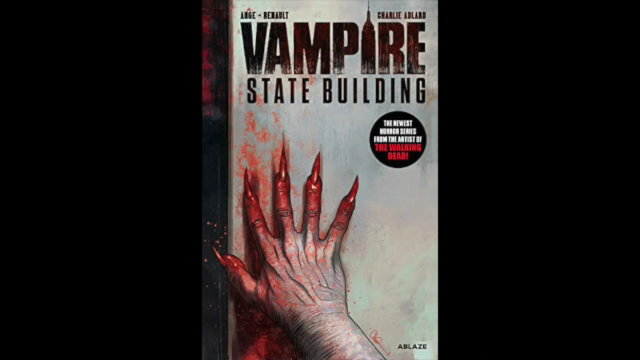 ANGE - RENAULT CHARLIE ADLARD
VAMPIRE
STATE BUILDING
THE NEWEST
HORROR SERIES
FROM THE ARTIST OF
THE WALKING
DEAD!
ABLAZE